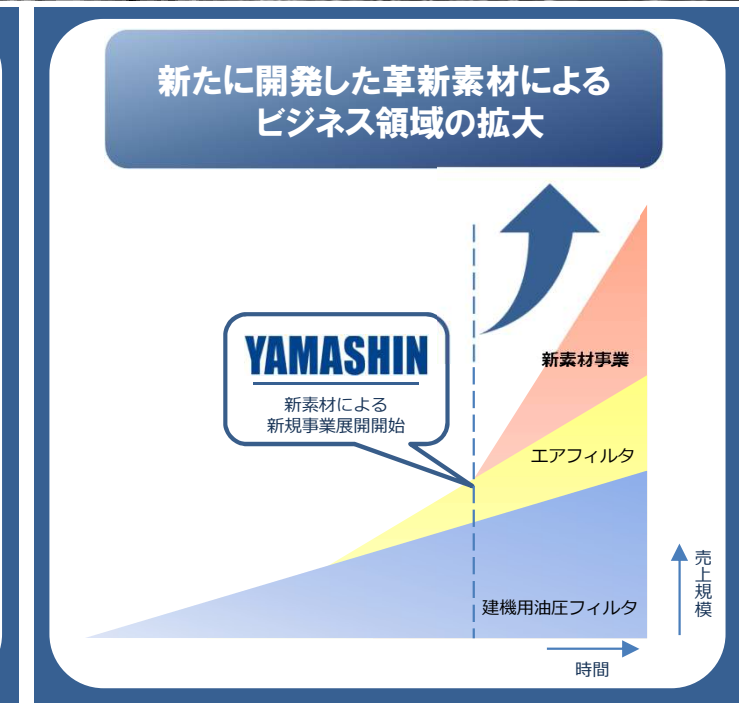 新たに開発した革新素材による
ビジネス領域の拡大
YAMASHIN
新素材による
新規事業展開開始
新素材事業
エアフィルタ
建機用油圧フィルタ
売上規模
時間